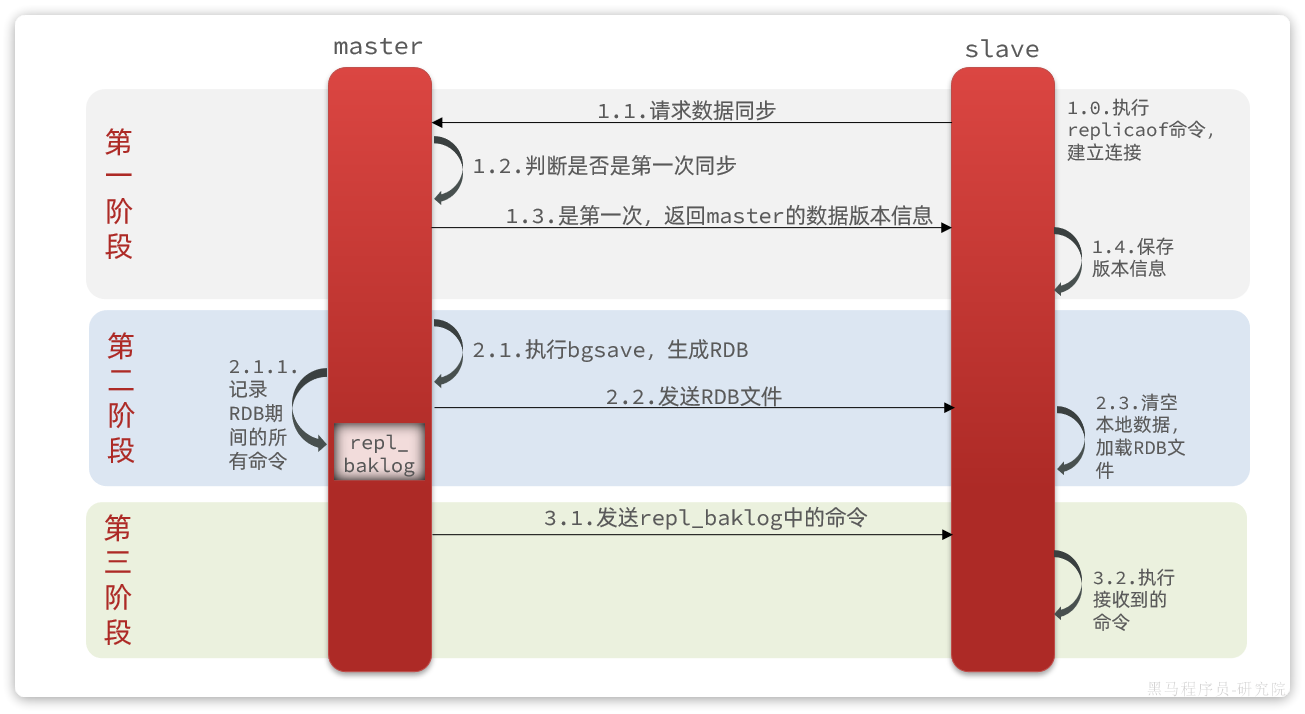 master
slave
第
一
阶
段
1.0.执行
replicaof命令,
建立连接
1.1.请求数据同步
1.2.判断是否是第一次同步
1.3.是第一次，返回master的数据版本信息
1.4.保存
版本信息
第
二
阶
段
2.1.执行bgsave，生成RDB
2.1.1.
记录
RDB期
间的所
有命令
repl_
baklog
2.2.发送RDB文件
2.3.清空
本地数据,
加载RDB文
件
第
三
阶
段
3.1.发送repl_baklog中的命令
3.2.执行
接收到的
命令
黑马程序员-研究院